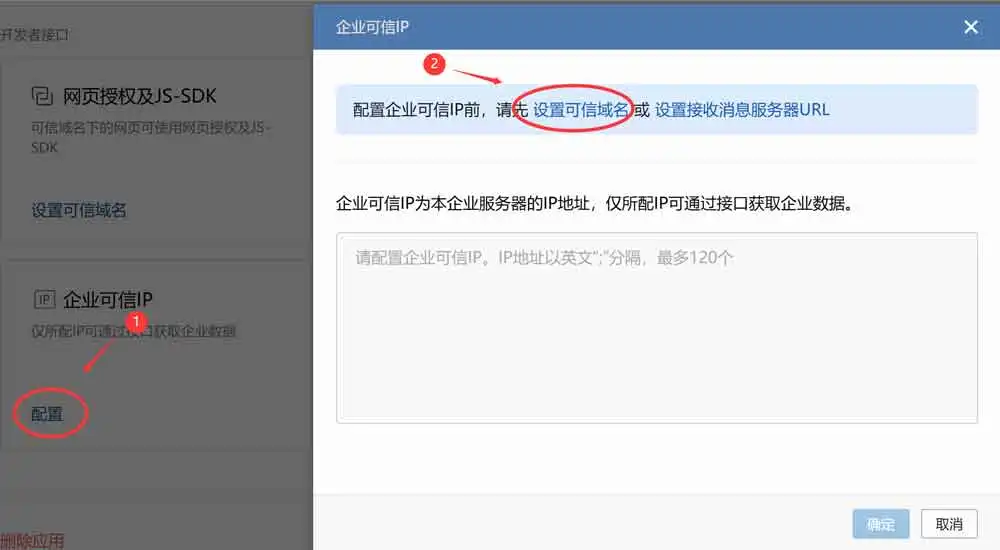 开发者接口
网页授权及JS-SDK
可信域名下的网页可使用网页授权及JS-
SDK
设置可信域名
IP 企业可信IP
1
仅所配IP可通过接口获取企业数据
配置
删除应用
企业可信IP
2
配置企业可信IP前，请先 设置可信域名 或 设置接收消息服务器URL
企业可信IP为本企业服务器的IP地址，仅所配IP可通过接口获取企业数据。
请配置企业可信IP。IP地址以英文“;”分隔，最多120个
确定
取消